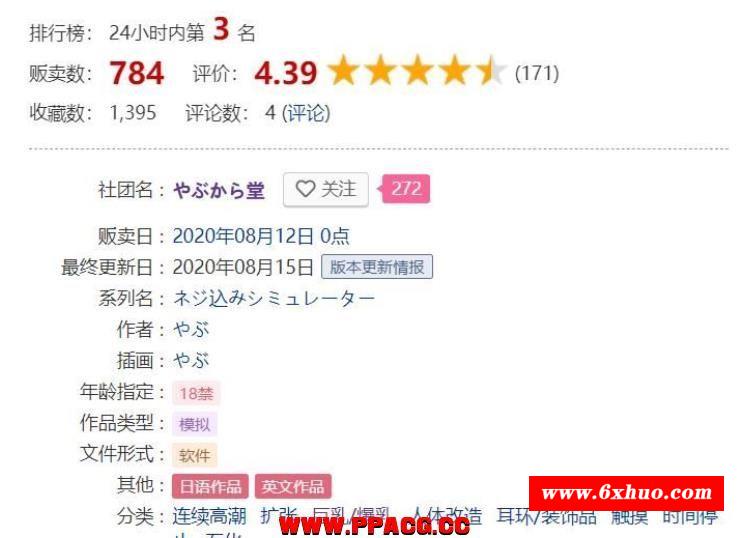 排行榜： 24小时内第 3 名
贩卖数： 784 评价： 4.39 (171)
收藏数： 1,395 评论数： 4 (评论)
社团名： やぶから堂 关注 272
贩卖日： 2020年08月12日 0点
最终更新日： 2020年08月15日 版本更新情报
系列名： ネジ込みシミュレーター
作者： やぶ
插画： やぶ
年龄指定： 18禁
作品类型： 模拟
文件形式： 软件
其他： 日语作品 英文作品
www.6xhuo.com
分类： 连续高潮 扩张 巨乳/爆乳 人体改造 耳环/装饰品 触摸 时间停
WWW.PPACG.CC